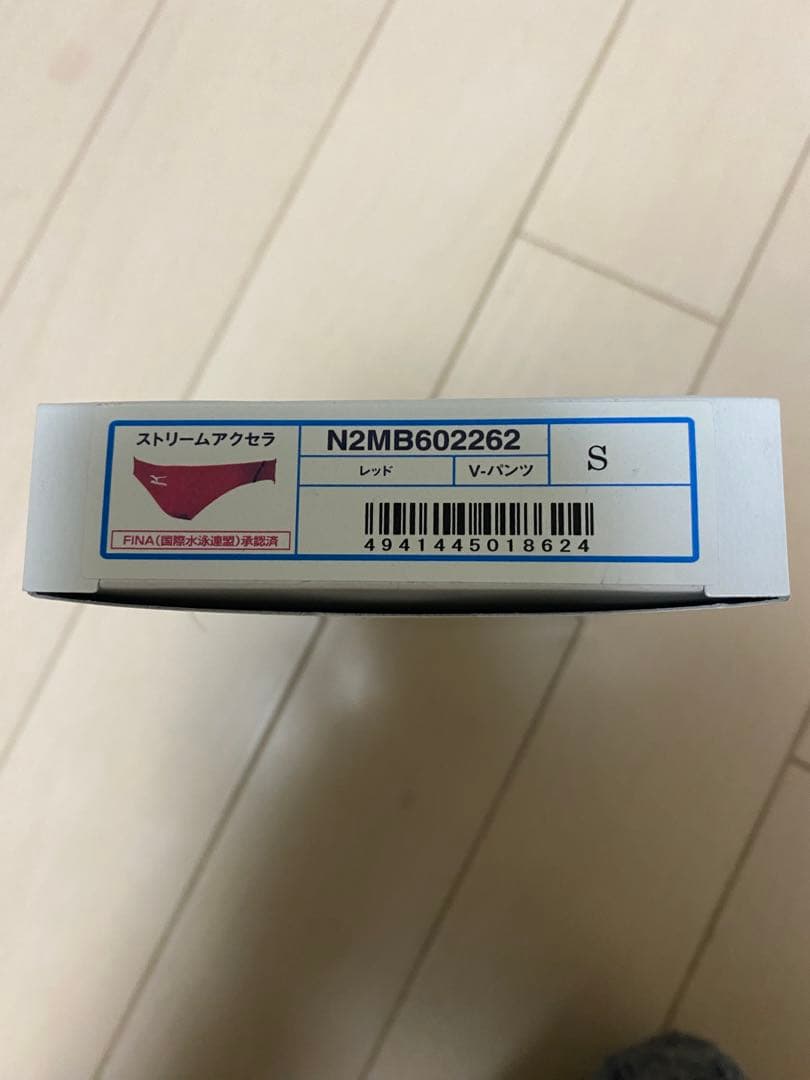 ストリームアクセラ
FINA(国際水泳連盟)承認済
N2MB602262
レッド
V-パンツ
S
4941445018624